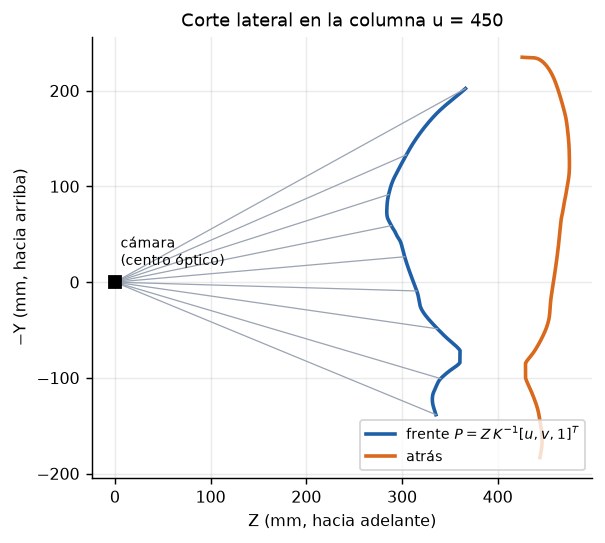 Corte lateral en la columna u = 450
−Y (mm, hacia arriba)
200
100
0
−100
−200
cámara
(centro óptico)
frente P = Z K⁻¹[u, v, 1]ᵀ
atrás
0 100 200 300 400
Z (mm, hacia adelante)